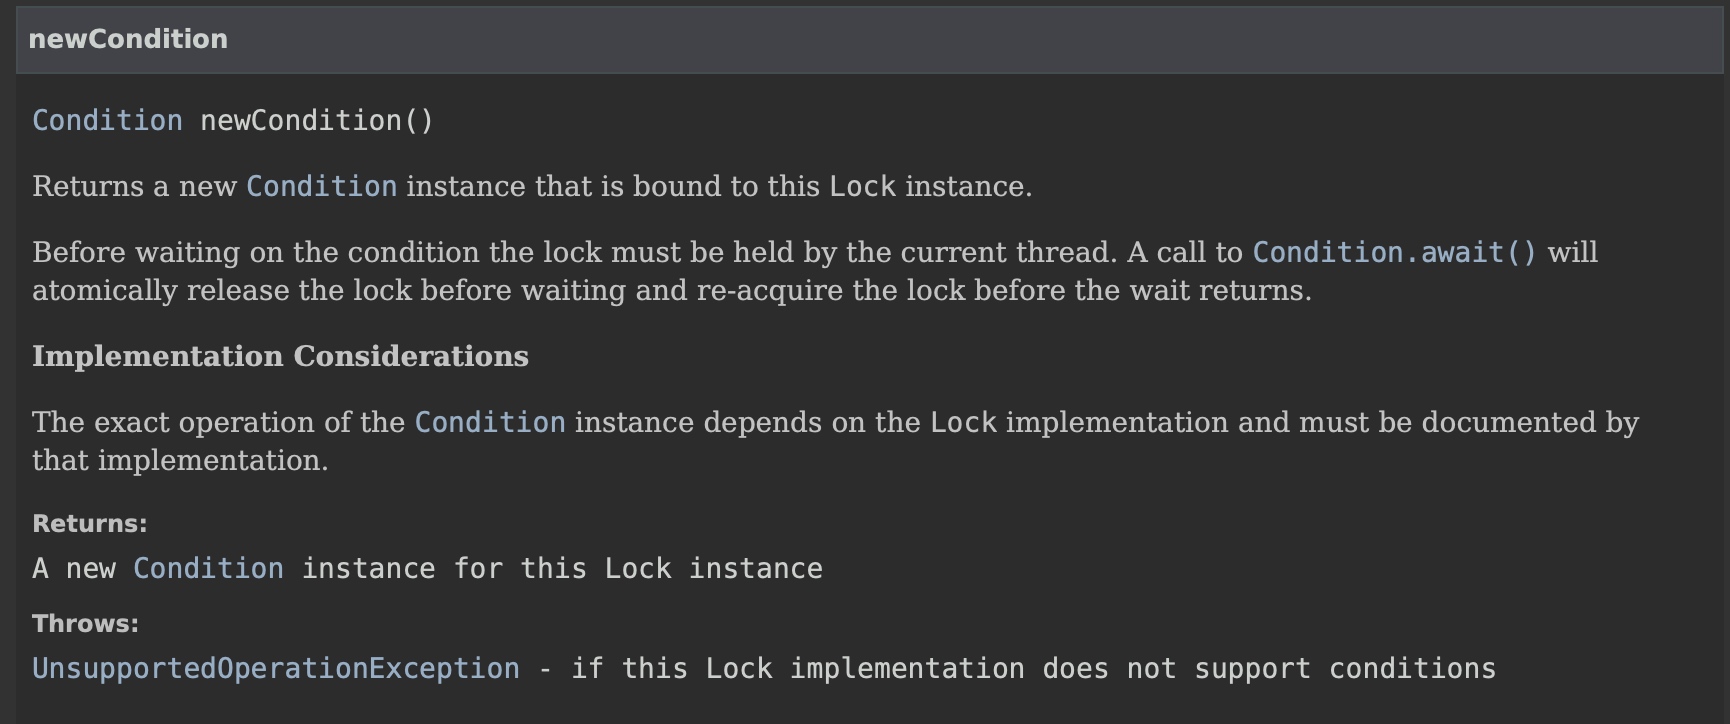 newCondition
Condition newCondition()
Returns a new Condition instance that is bound to this Lock instance.
Before waiting on the condition the lock must be held by the current thread. A call to Condition.await() will
atomically release the lock before waiting and re-acquire the lock before the wait returns.
Implementation Considerations
The exact operation of the Condition instance depends on the Lock implementation and must be documented by
that implementation.
Returns:
A new Condition instance for this Lock instance
Throws:
UnsupportedOperationException - if this Lock implementation does not support conditions